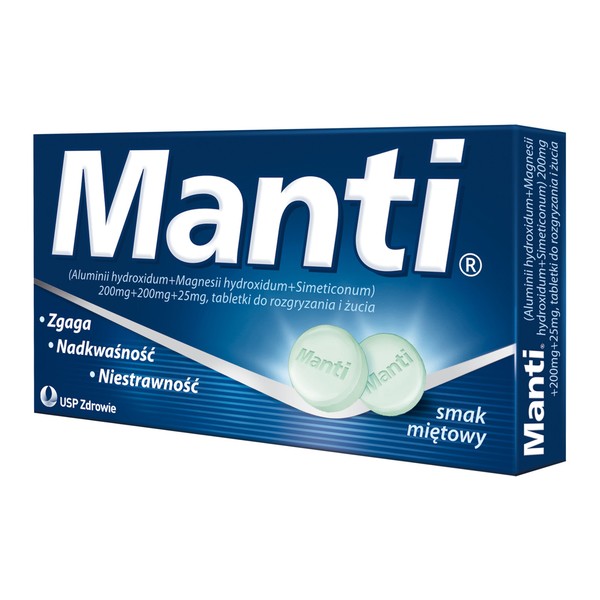 Manti®
(Aluminii hydroxidum+Magnesii hydroxidum+Simeticonum)
200mg+200mg+25mg, tabletki do rozgryzania i żucia
• Zgaga
• Nadkwaśność
• Niestrawność
USP Zdrowie
Manti
Manti
smak
miętowy
Manti®
(Aluminii hydroxidum+Magnesii
hydroxidum+Simeticonum) 200mg
+200mg+25mg, tabletki do rozgryzania i żucia